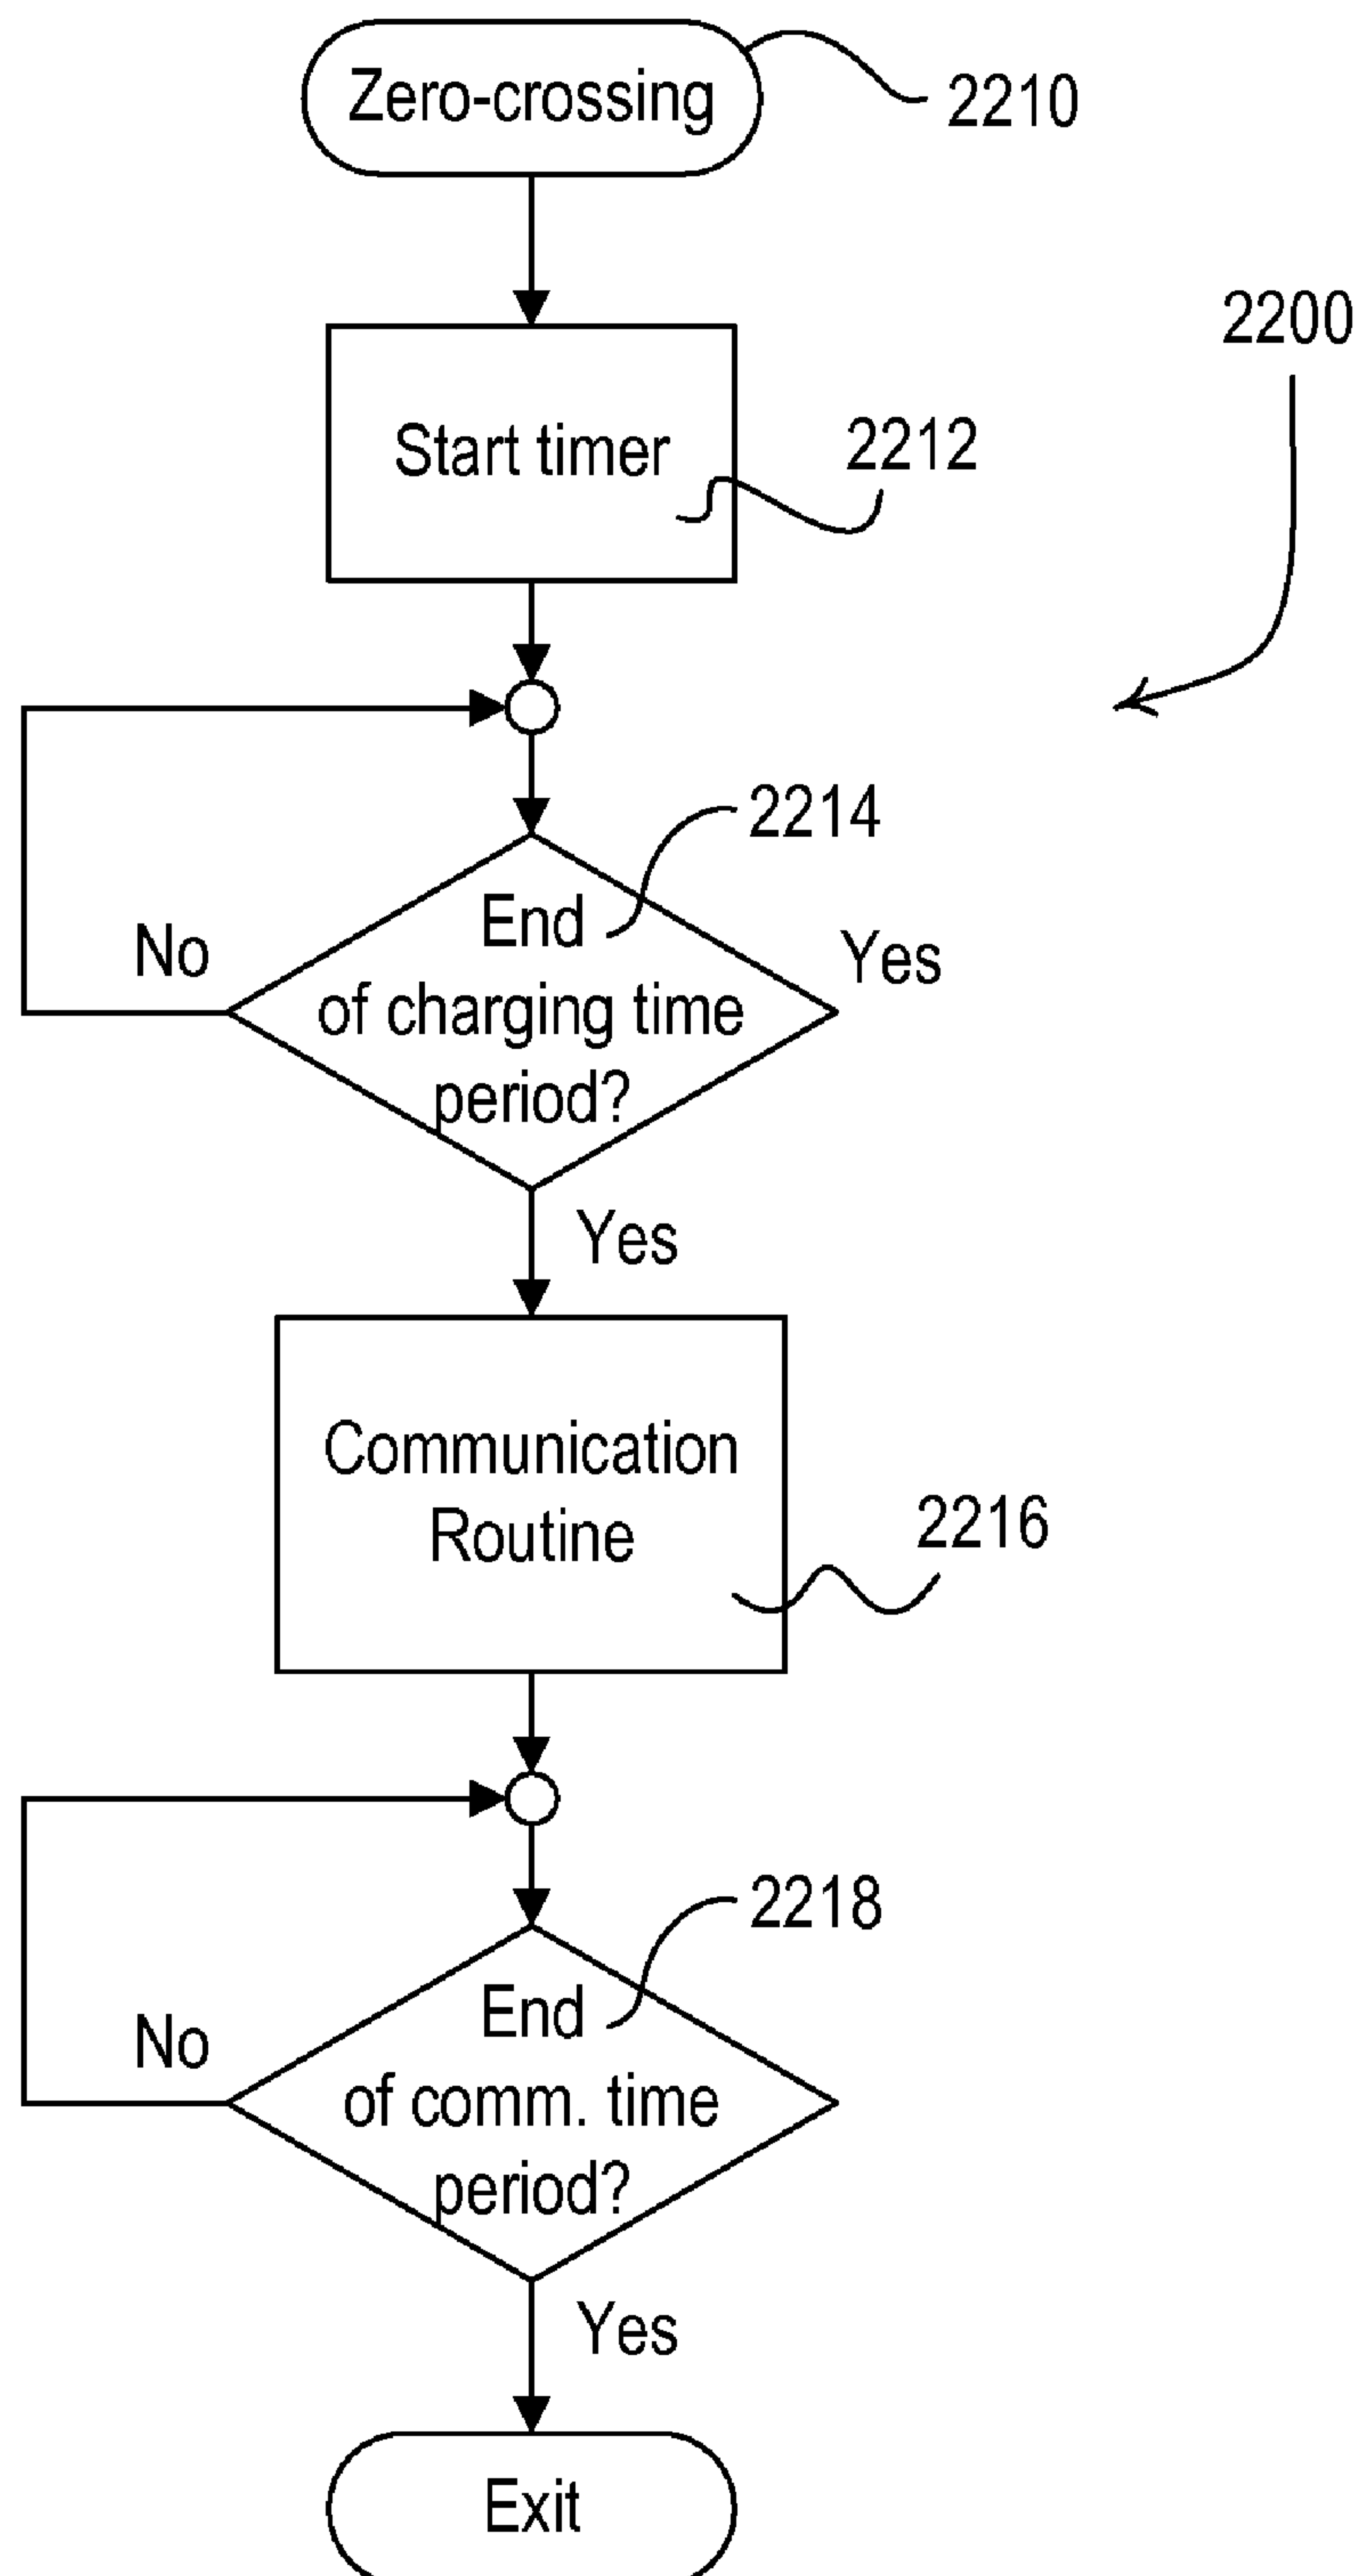 Zero-crossing
2210
2200
Start timer
2212
2214
End
of charging time
period?
No
Yes
Yes
Communication
Routine
2216
2218
End
of comm. time
period?
No
Yes
Exit